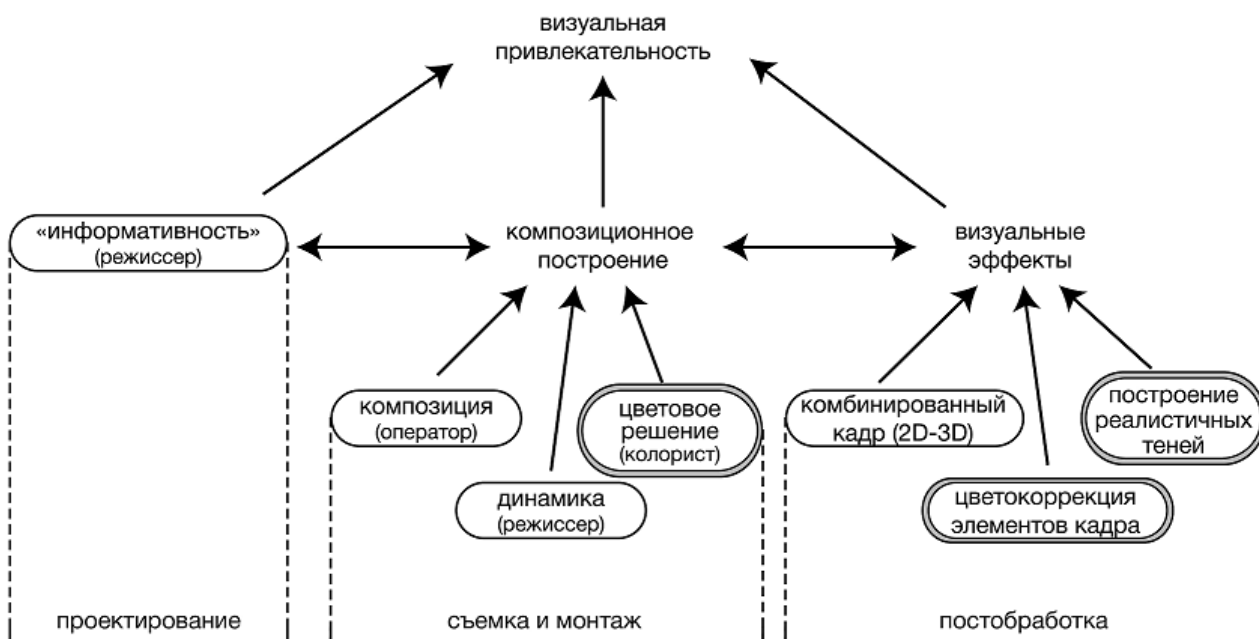 визуальная
привлекательность
«информативность»
(режиссер)
композиционное
построение
визуальные
эффекты
композиция
(оператор)
цветовое
решение
(колорист)
динамика
(режиссер)
комбинированный
кадр (2D-3D)
построение
реалистичных
теней
цветокоррекция
элементов кадра
проектирование
съемка и монтаж
постобработка